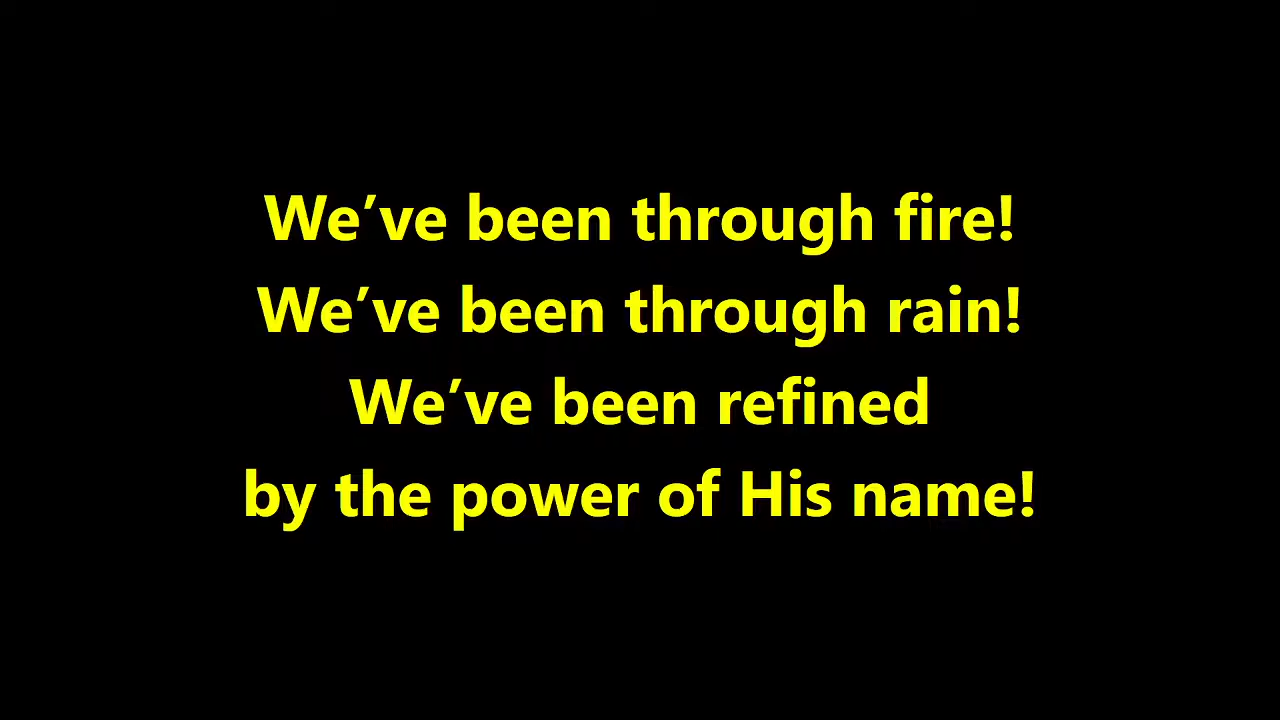 We’ve been through fire!
We’ve been through rain!
We’ve been refined
by the power of His name!